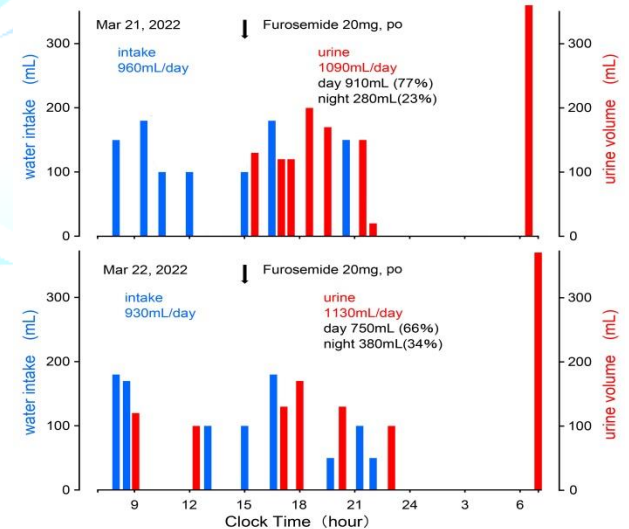 Mar 21, 2022 Furosemide 20mg, po
intake
960mL/day
urine
1090mL/day
day 910mL (77%)
night 280mL(23%)
water intake (mL)
300
200
100
0
urine volume (mL)
300
200
100
0
Mar 22, 2022 Furosemide 20mg, po
intake
930mL/day
urine
1130mL/day
day 750mL (66%)
night 380mL(34%)
water intake (mL)
300
200
100
0
urine volume (mL)
300
200
100
0
9 12 15 18 21 24 3 6
Clock Time (hour)